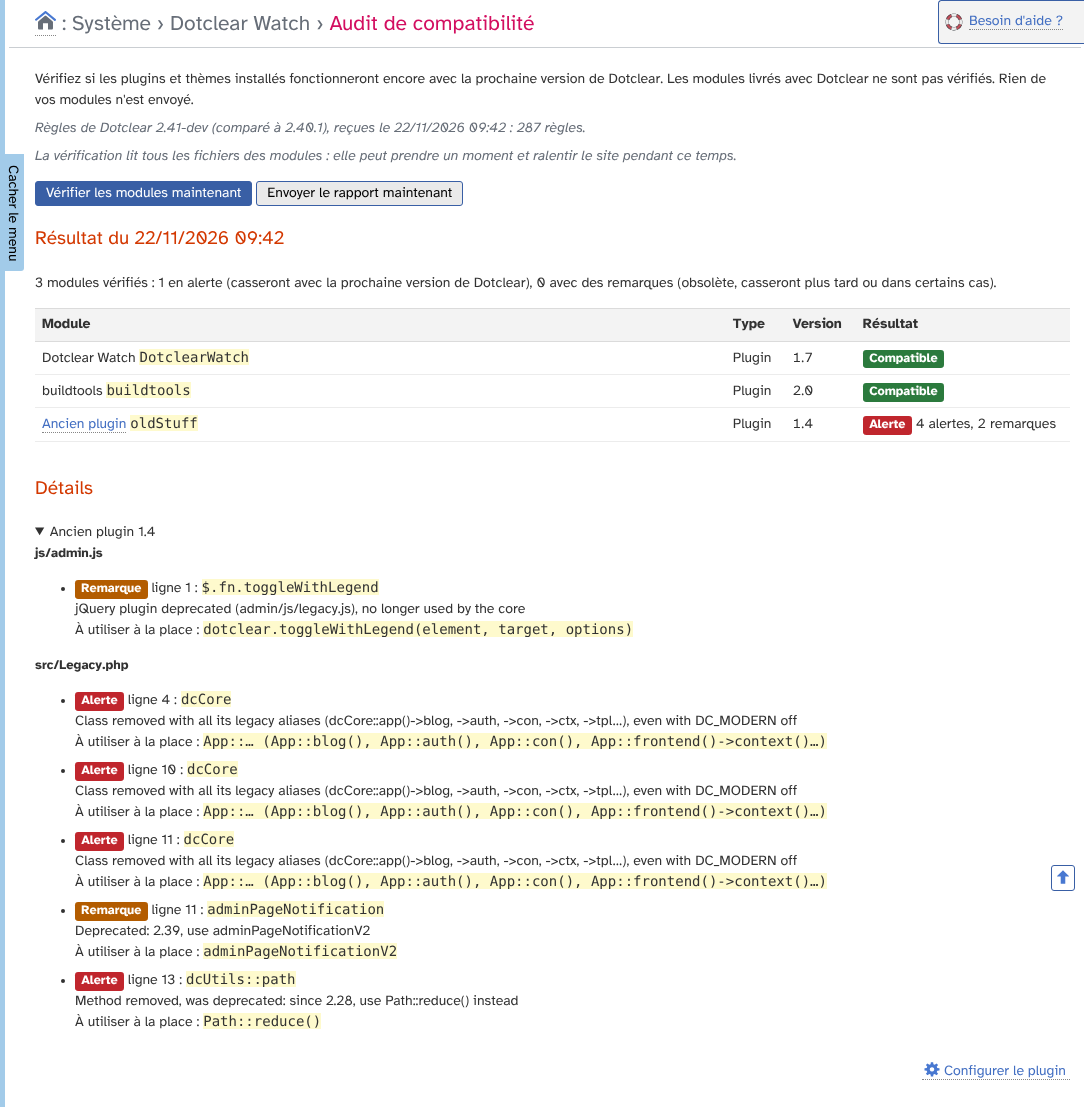 : Système › Dotclear Watch › Audit de compatibilité
Besoin d'aide ?
Cacher le menu
Vérifiez si les plugins et thèmes installés fonctionneront encore avec la prochaine version de Dotclear. Les modules livrés avec Dotclear ne sont pas vérifiés. Rien de
vos modules n'est envoyé.
Règles de Dotclear 2.41-dev (comparé à 2.40.1), reçues le 22/11/2026 09:42 : 287 règles.
La vérification lit tous les fichiers des modules : elle peut prendre un moment et ralentir le site pendant ce temps.
Vérifier les modules maintenant Envoyer le rapport maintenant
Résultat du 22/11/2026 09:42
3 modules vérifiés : 1 en alerte (casseront avec la prochaine version de Dotclear), 0 avec des remarques (obsolète, casseront plus tard ou dans certains cas).
Module Type Version Résultat
Dotclear Watch DotclearWatch Plugin 1.7 Compatible
buildtools buildtools Plugin 2.0 Compatible
Ancien plugin oldStuff Plugin 1.4 Alerte 4 alertes, 2 remarques
Détails
▼ Ancien plugin 1.4
js/admin.js
• Remarque ligne 1 : $.fn.toggleWithLegend
jQuery plugin deprecated (admin/js/legacy.js), no longer used by the core
À utiliser à la place : dotclear.toggleWithLegend(element, target, options)
src/Legacy.php
• Alerte ligne 4 : dcCore
Class removed with all its legacy aliases (dcCore::app()->blog, ->auth, ->con, ->ctx, ->tpl…), even with DC_MODERN off
À utiliser à la place : App::… (App::blog(), App::auth(), App::con(), App::frontend()->context()…)
• Alerte ligne 10 : dcCore
Class removed with all its legacy aliases (dcCore::app()->blog, ->auth, ->con, ->ctx, ->tpl…), even with DC_MODERN off
À utiliser à la place : App::… (App::blog(), App::auth(), App::con(), App::frontend()->context()…)
• Alerte ligne 11 : dcCore
Class removed with all its legacy aliases (dcCore::app()->blog, ->auth, ->con, ->ctx, ->tpl…), even with DC_MODERN off
À utiliser à la place : App::… (App::blog(), App::auth(), App::con(), App::frontend()->context()…)
• Remarque ligne 11 : adminPageNotification
Deprecated: 2.39, use adminPageNotificationV2
À utiliser à la place : adminPageNotificationV2
• Alerte ligne 13 : dcUtils::path
Method removed, was deprecated: since 2.28, use Path::reduce() instead
À utiliser à la place : Path::reduce()
Configurer le plugin